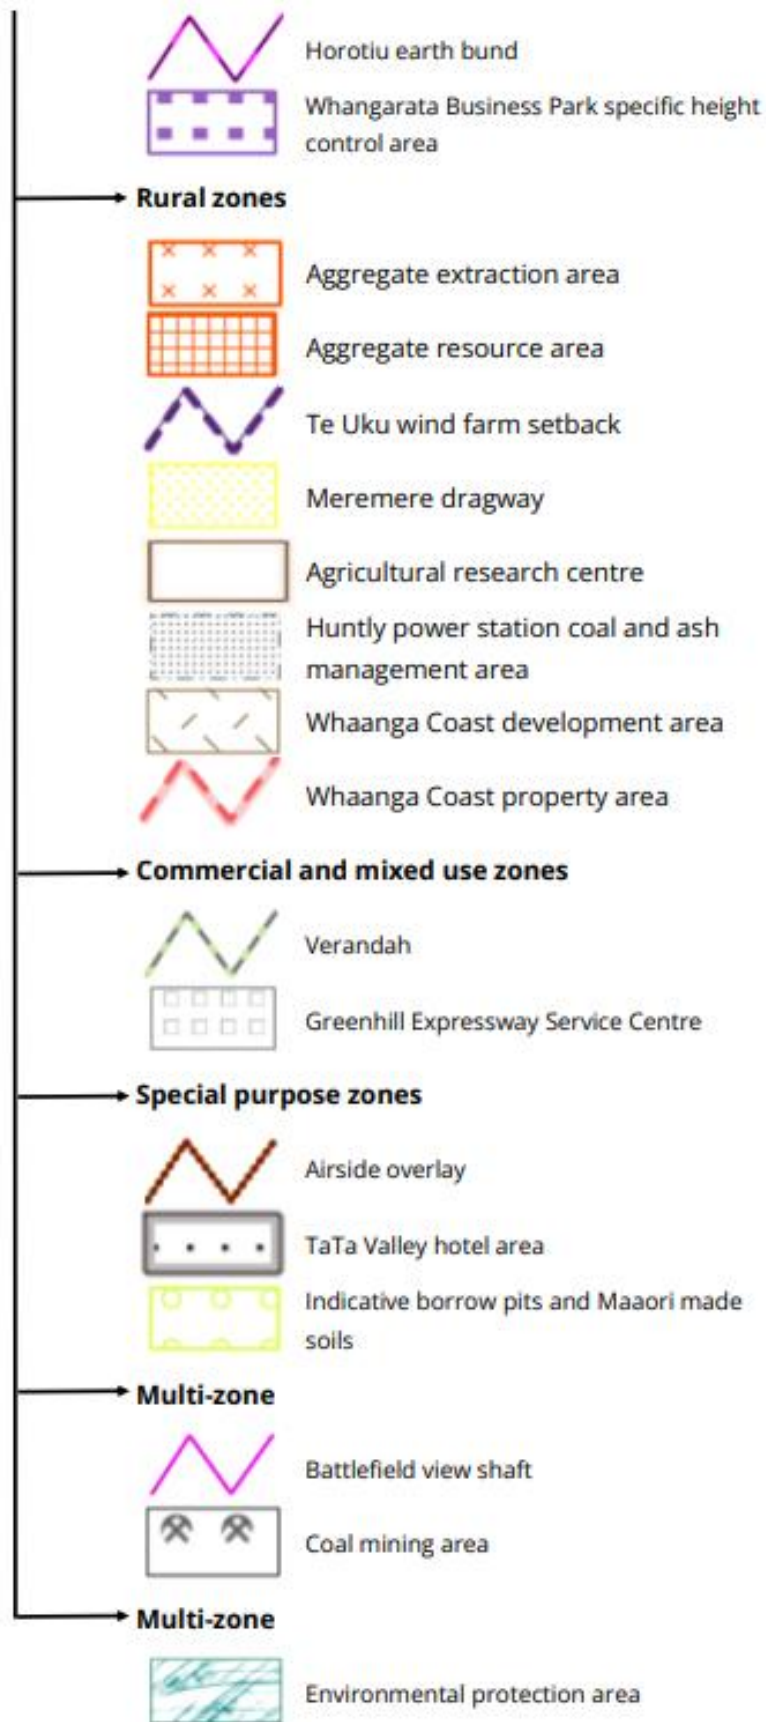 Horotiu earth bund
Whangarata Business Park specific height
control area
Rural zones
Aggregate extraction area
Aggregate resource area
Te Uku wind farm setback
Meremere dragway
Agricultural research centre
Huntly power station coal and ash
management area
Whaanga Coast development area
Whaanga Coast property area
Commercial and mixed use zones
Verandah
Greenhill Expressway Service Centre
Special purpose zones
Airside overlay
TaTa Valley hotel area
Indicative borrow pits and Maaori made
soils
Multi-zone
Battlefield view shaft
Coal mining area
Multi-zone
Environmental protection area